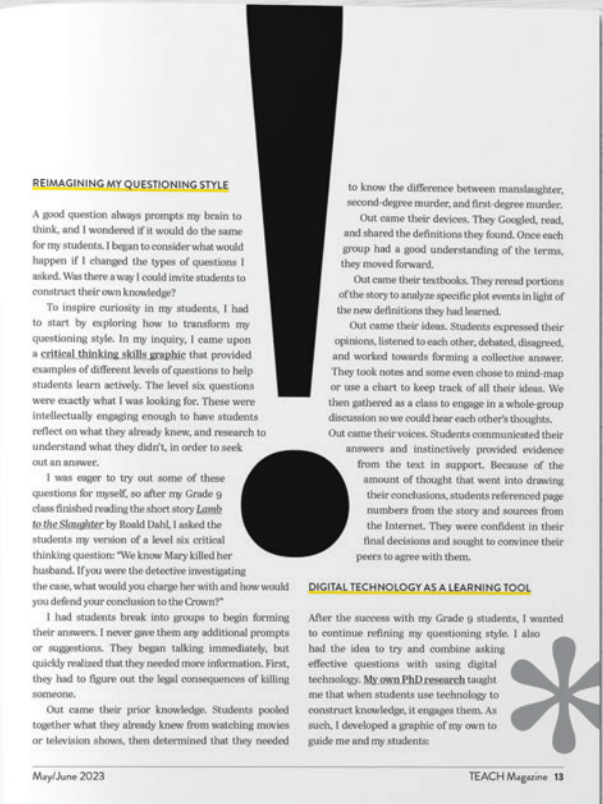 REIMAGINING MY QUESTIONING STYLE
A good question always prompts my brain to
think, and I wondered if it would do the same
for my students. I began to consider what would
happen if I changed the types of questions I
asked. Was there a way I could invite students to
construct their own knowledge?
To inspire curiosity in my students, I had
to start by exploring how to transform my
questioning style. In my inquiry, I came upon
a critical thinking skills graphic that provided
examples of different levels of questions to help
students learn actively. The level six questions
were exactly what I was looking for. These were
intellectually engaging enough to have students
reflect on what they already knew, and research to
understand what they didn't, in order to seek
out an answer.
I was eager to try out some of these
questions for myself, so after my Grade 9
class finished reading the short story Lamb
to the Slaughter by Roald Dahl, I asked the
students my version of a level six critical
thinking question: “We know Mary killed her
husband. If you were the detective investigating
the case, what would you charge her with and how would
you defend your conclusion to the Crown?”
I had students break into groups to begin forming
their answers. I never gave them any additional prompts
or suggestions. They began talking immediately, but
quickly realized that they needed more information. First,
they had to figure out the legal consequences of killing
someone.
Out came their prior knowledge. Students pooled
together what they already knew from watching movies
or television shows, then determined that they needed
to know the difference between manslaughter,
second-degree murder, and first-degree murder.
Out came their devices. They Googled, read,
and shared the definitions they found. Once each
group had a good understanding of the terms,
they moved forward.
Out came their textbooks. They reread portions
of the story to analyze specific plot events in light of
the new definitions they had learned.
Out came their ideas. Students expressed their
opinions, listened to each other, debated, disagreed,
and worked towards forming a collective answer.
They took notes and some even chose to mind-map
or use a chart to keep track of all their ideas. We
then gathered as a class to engage in a whole-group
discussion so we could hear each other's thoughts.
Out came their voices. Students communicated their
answers and instinctively provided evidence
from the text in support. Because of the
amount of thought that went into drawing
their conclusions, students referenced page
numbers from the story and sources from
the Internet. They were confident in their
final decisions and sought to convince their
peers to agree with them.
DIGITAL TECHNOLOGY AS A LEARNING TOOL
After the success with my Grade 9 students, I wanted
to continue refining my questioning style. I also
had the idea to try and combine asking
effective questions with using digital
technology. My own PhD research taught
me that when students use technology to
construct knowledge, it engages them. As
such, I developed a graphic of my own to
guide me and my students:
May/June 2023
TEACH Magazine 13